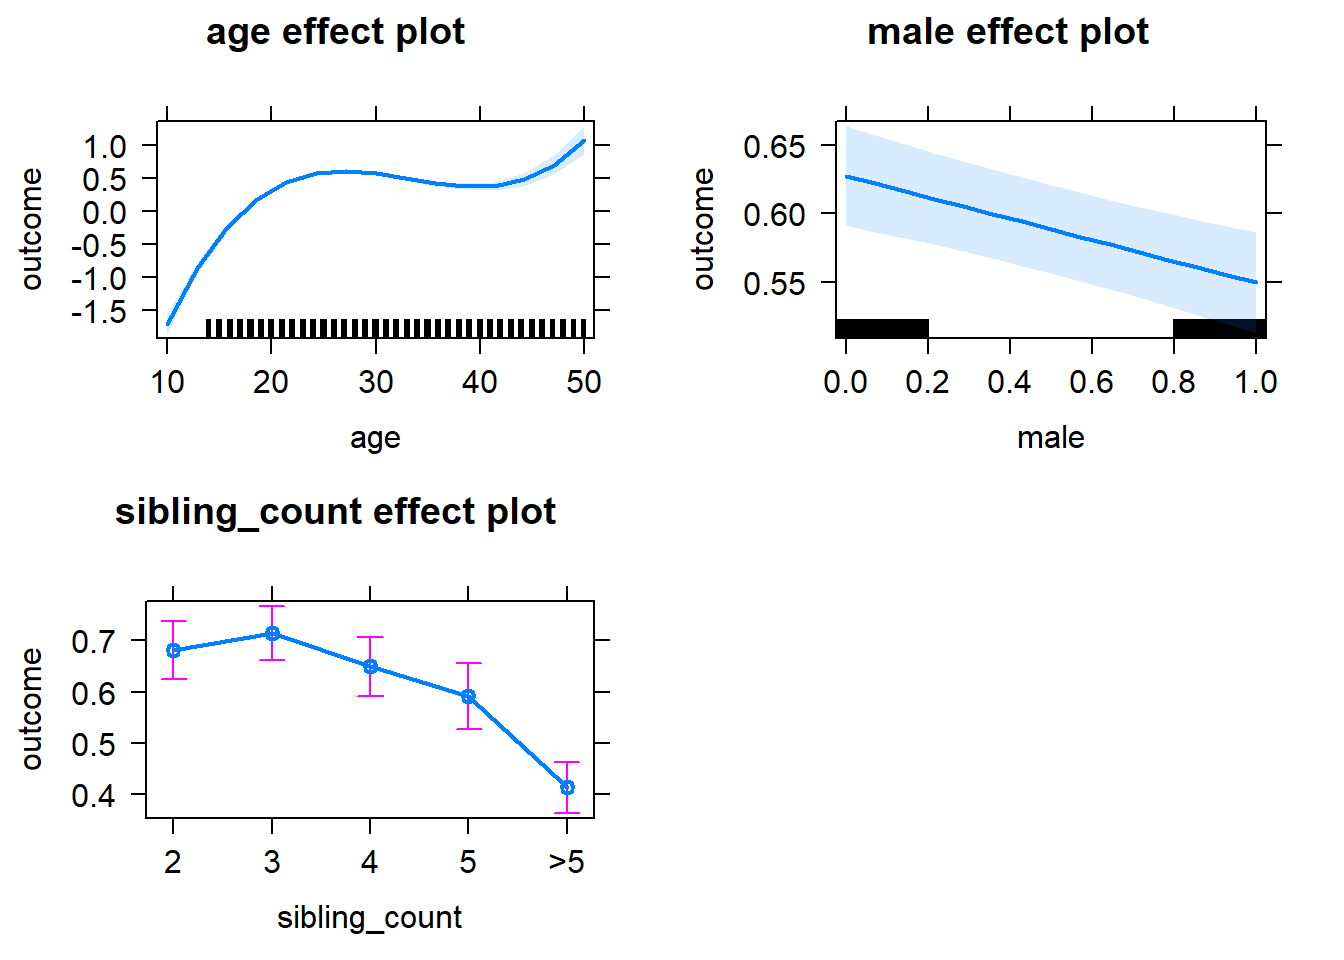 age effect plot
outcome
1.0
0.5
0.0
-0.5
-1.0
-1.5
10 20 30 40 50
age
male effect plot
outcome
0.65
0.60
0.55
0.0 0.2 0.4 0.6 0.8 1.0
male
sibling_count effect plot
outcome
0.7
0.6
0.5
0.4
2 3 4 5 >5
sibling_count